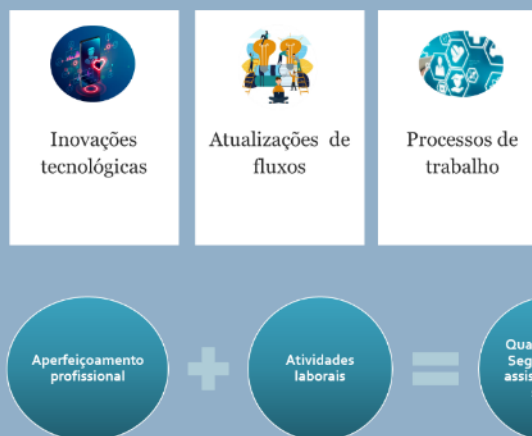 Inovações
tecnológicas
Atualizações de
fluxos
Processos de
trabalho
Aperfeiçoamento
profissional
Atividades
laborais